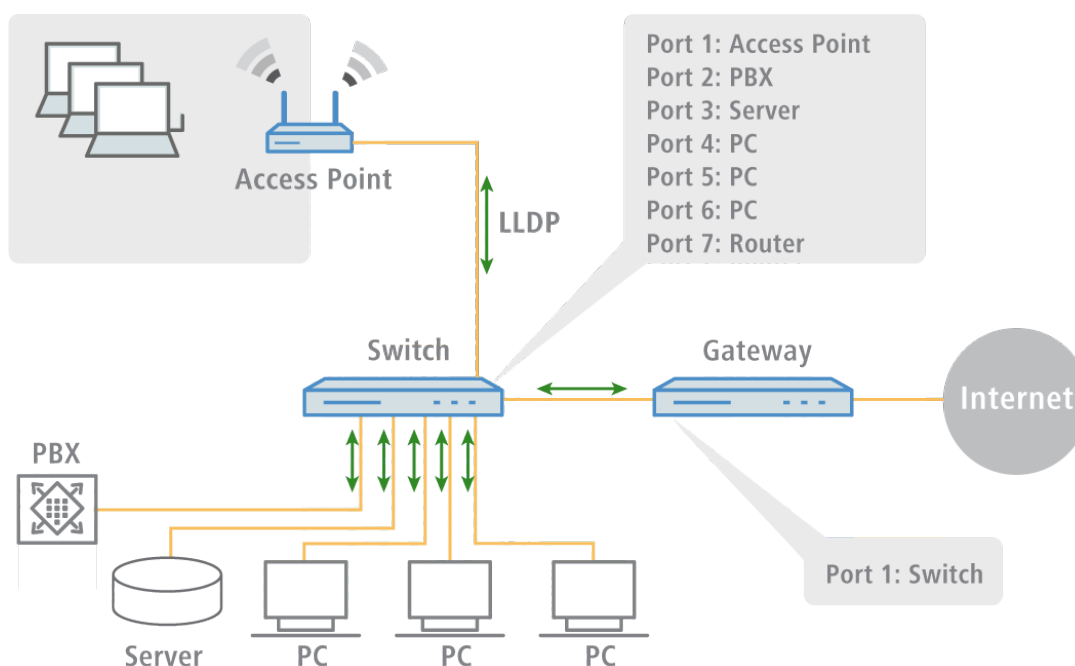 Port 1: Access Point
Port 2: PBX
Port 3: Server
Port 4: PC
Port 5: PC
Port 6: PC
Port 7: Router
Access Point
LLDP
Switch
Gateway
Internet
PBX
Port 1: Switch
Server
PC
PC
PC